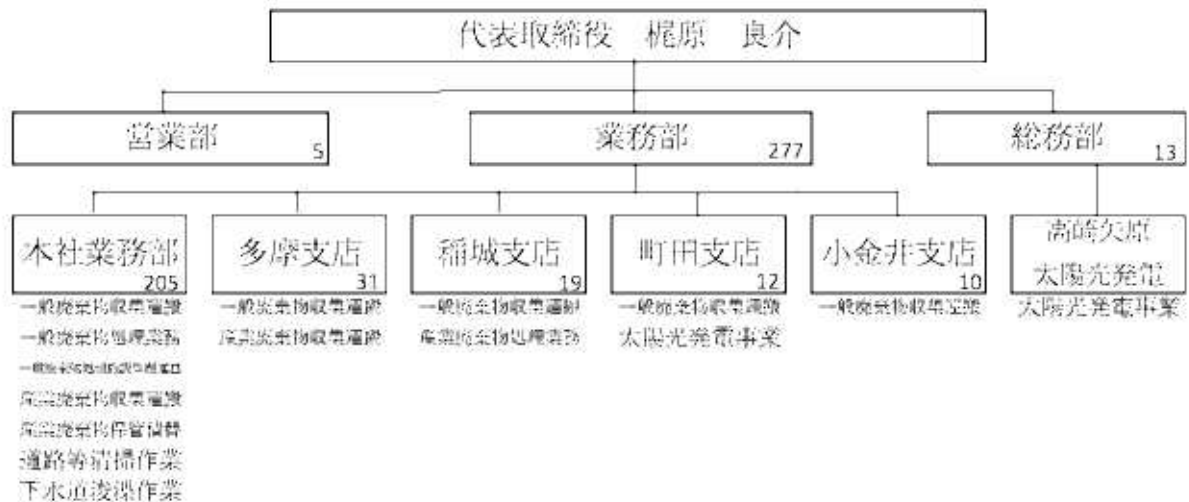 代表取締役　梶原　良介
営業部 5
業務部 277
総務部 13
本社業務部 205
一般廃棄物収集運搬
一般廃棄物処理業務
産業廃棄物収集運搬
産業廃棄物保管積替
道路等清掃作業
下水道浚渫作業
多摩支店 31
一般廃棄物収集運搬
産業廃棄物収集運搬
稲城支店 19
一般廃棄物収集運搬
産業廃棄物処理業務
町田支店 12
一般廃棄物収集運搬
太陽光発電事業
小金井支店 10
一般廃棄物収集運搬
高崎矢原
太陽光発電
太陽光発電事業